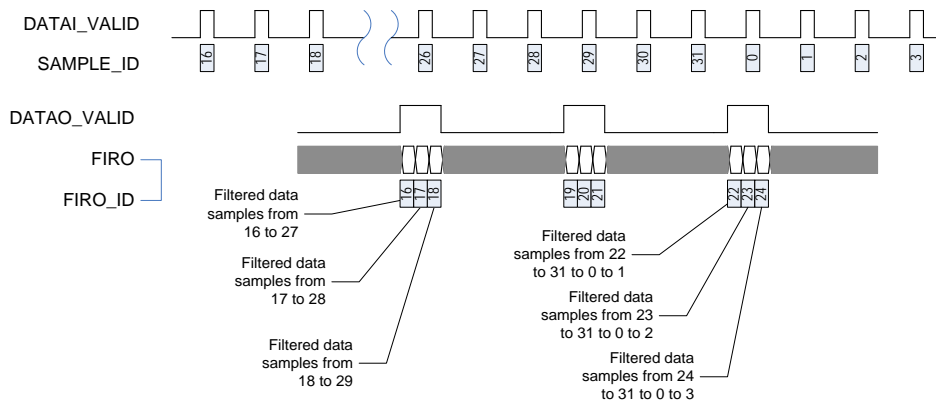 DATAI_VALID
SAMPLE_ID
16 17 18 26 27 28 29 30 31 0 1 2 3
DATAO_VALID
FIRO
FIRO_ID
16 17 18 19 20 21 22 23 24
Filtered data
samples from
16 to 27
Filtered data
samples from
17 to 28
Filtered data
samples from
18 to 29
Filtered data
samples from 22
to 31 to 0 to 1
Filtered data
samples from 23
to 31 to 0 to 2
Filtered data
samples from 24
to 31 to 0 to 3